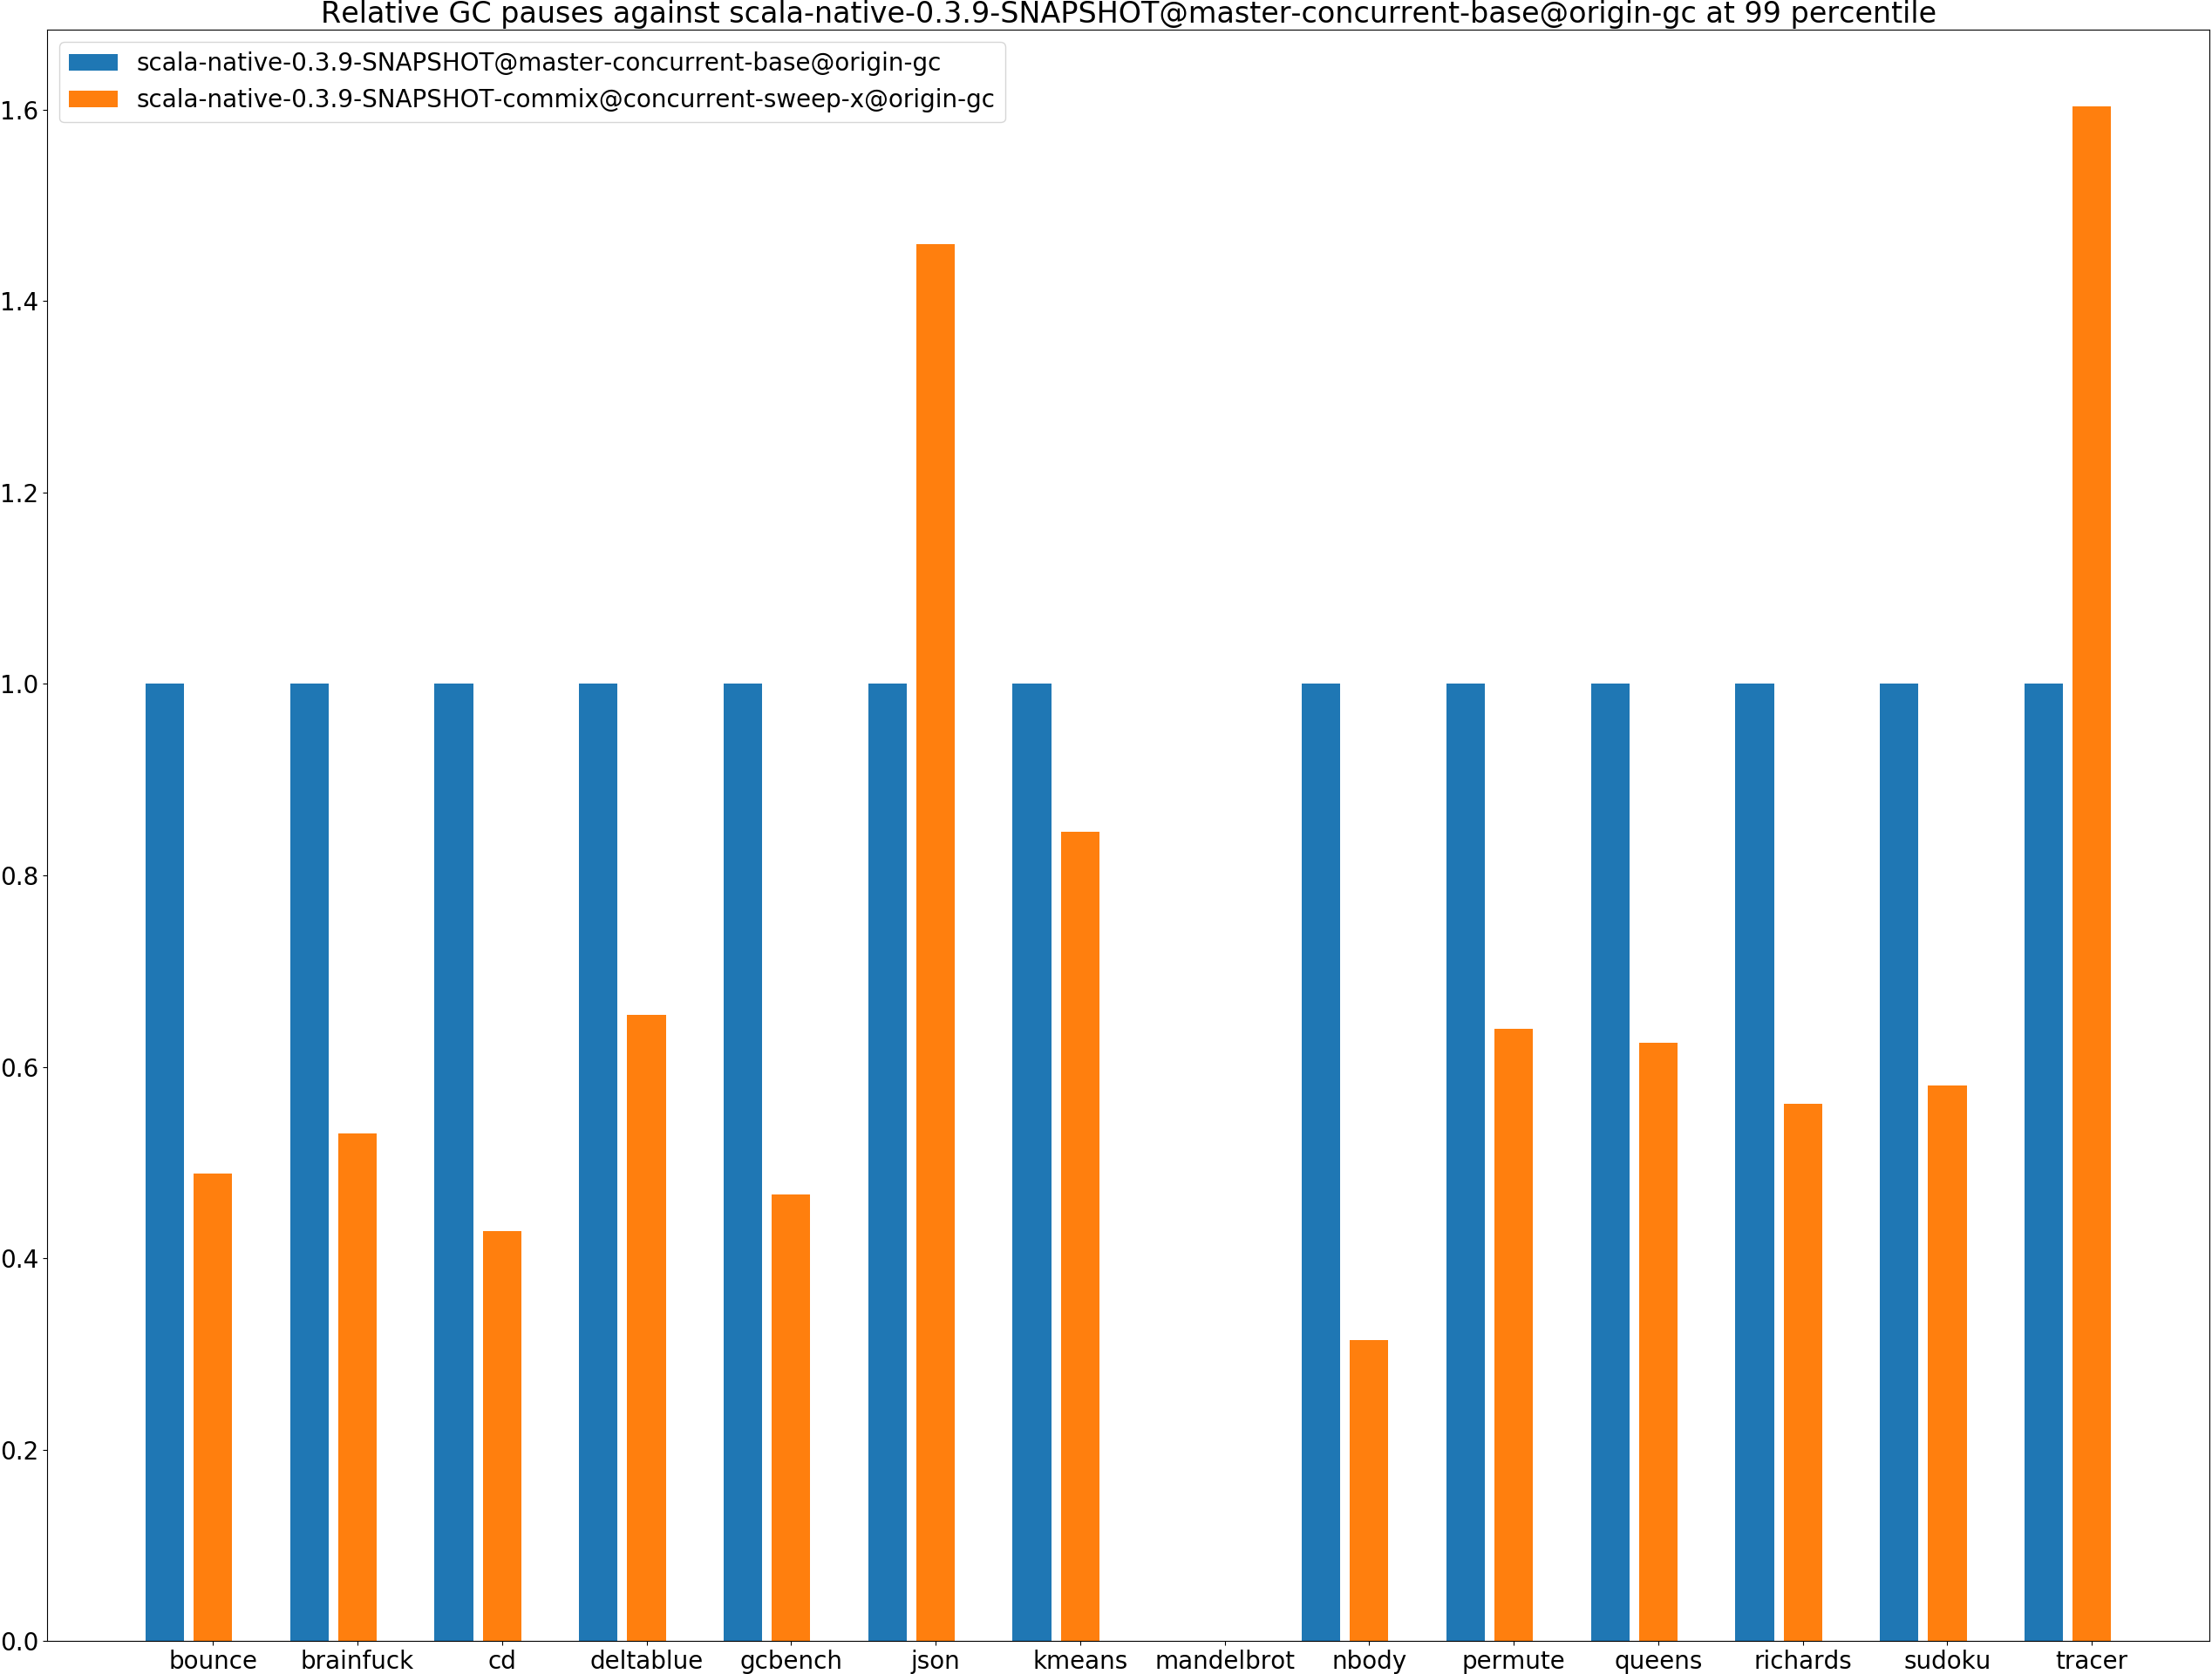 Relative GC pauses against scala-native-0.3.9-SNAPSHOT@master-concurrent-base@origin-gc at 99 percentile
scala-native-0.3.9-SNAPSHOT@master-concurrent-base@origin-gc
scala-native-0.3.9-SNAPSHOT-commix@concurrent-sweep-x@origin-gc
1.6
1.4
1.2
1.0
0.8
0.6
0.4
0.2
0.0
bounce brainfuck cd deltablue gcbench json kmeans mandelbrot nbody permute queens richards sudoku tracer